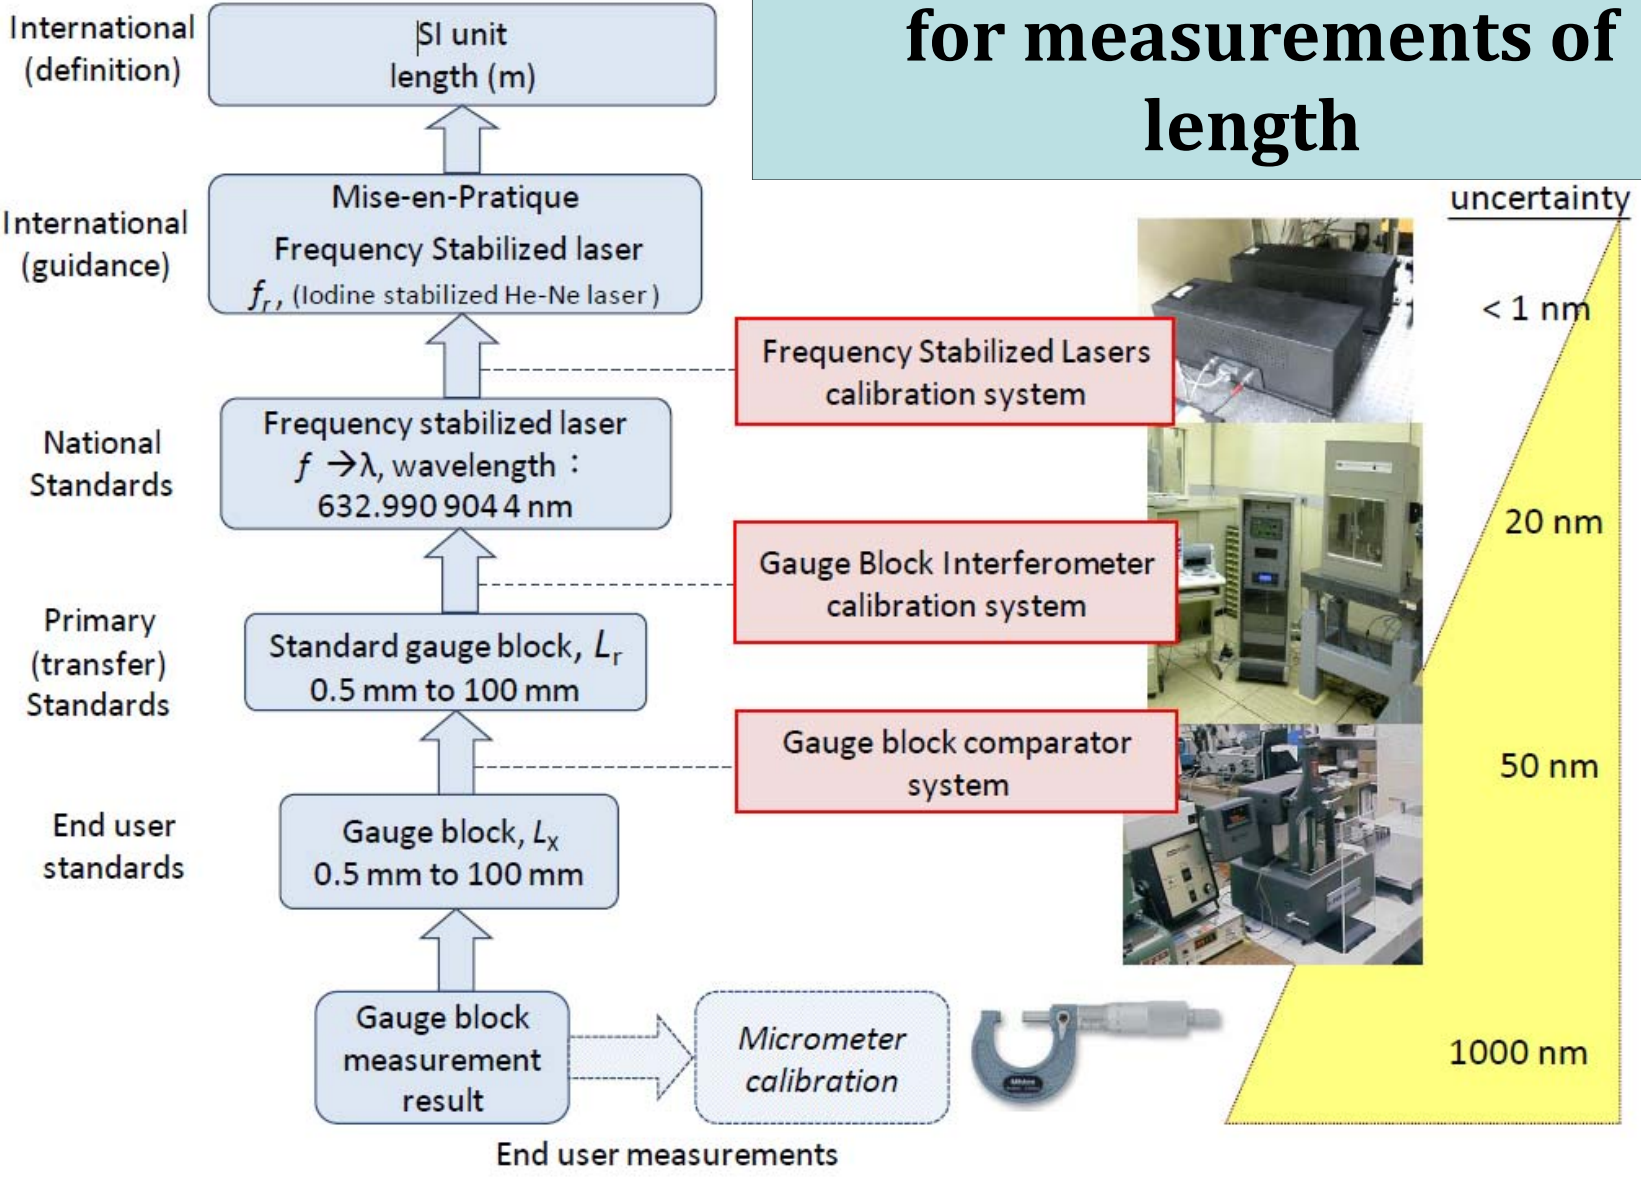 for measurements of
length
International
(definition)
SI unit
length (m)
International
(guidance)
Mise-en-Pratique
Frequency Stabilized laser
fr, (Iodine stabilized He-Ne laser)
Frequency Stabilized Lasers
calibration system
National
Standards
Frequency stabilized laser
f →λ, wavelength :
632.990 904 4 nm
Gauge Block Interferometer
calibration system
Primary
(transfer)
Standards
Standard gauge block, Lr
0.5 mm to 100 mm
Gauge block comparator
system
End user
standards
Gauge block, Lx
0.5 mm to 100 mm
Gauge block
measurement
result
Micrometer
calibration
Mitutoyo
End user measurements
uncertainty
< 1 nm
20 nm
50 nm
1000 nm